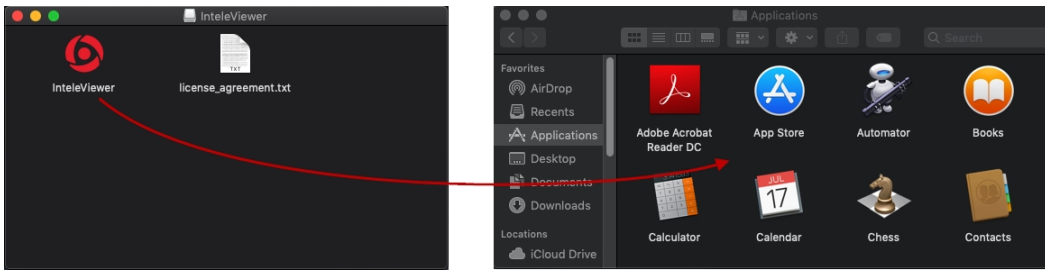 InteleViewer
InteleViewer
license_agreement.txt
TXT
Applications
Search
Favorites
AirDrop
Recents
Applications
Desktop
Documents
Downloads
Locations
iCloud Drive
Adobe Acrobat
Reader DC
App Store
Automator
Books
JUL
17
Calculator
Calendar
Chess
Contacts